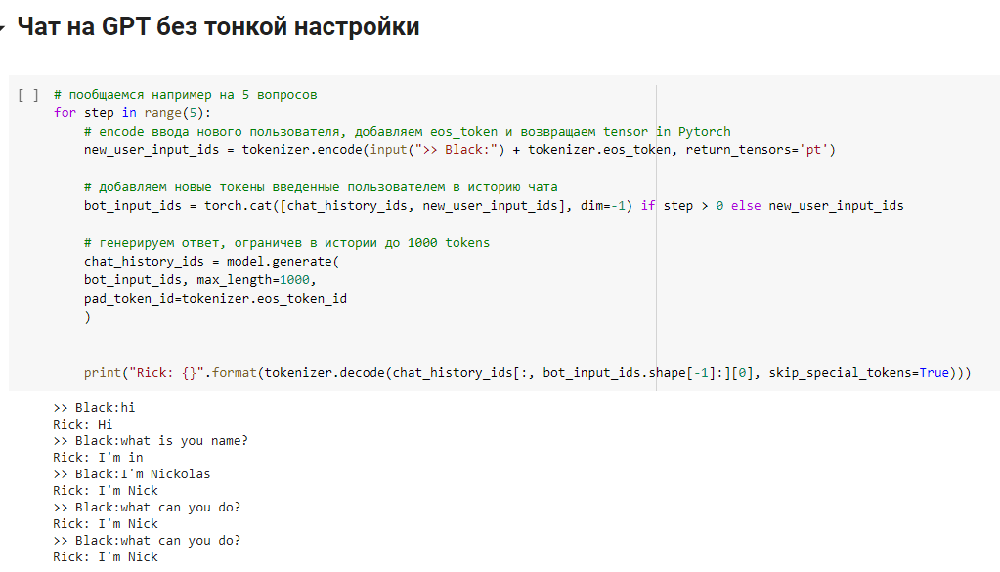 Чат на GPT без тонкой настройки
[ ] # пообщаемся например на 5 вопросов
for step in range(5):
# encode ввода нового пользователя, добавляем eos_token и возвращаем tensor in Pytorch
new_user_input_ids = tokenizer.encode(input(">> Black:") + tokenizer.eos_token, return_tensors='pt')
# добавляем новые токены введенные пользователем в историю чата
bot_input_ids = torch.cat([chat_history_ids, new_user_input_ids], dim=-1) if step > 0 else new_user_input_ids
# генерируем ответ, ограничев в истории до 1000 tokens
chat_history_ids = model.generate(
bot_input_ids, max_length=1000,
pad_token_id=tokenizer.eos_token_id
)
print("Rick: {}".format(tokenizer.decode(chat_history_ids[:, bot_input_ids.shape[-1]:][0], skip_special_tokens=True)))
>> Black:hi
Rick: Hi
>> Black:what is you name?
Rick: I'm in
>> Black:I'm Nickolas
Rick: I'm Nick
>> Black:what can you do?
Rick: I'm Nick
>> Black:what can you do?
Rick: I'm Nick